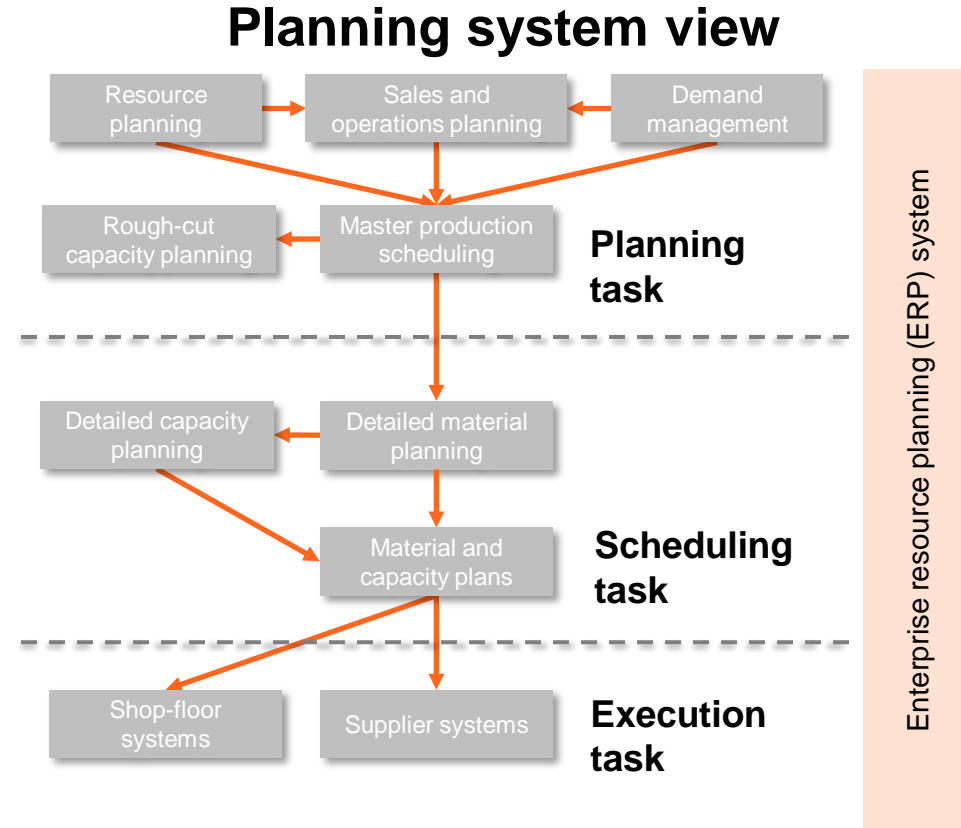 Planning system view
Resource
planning
Sales and
operations planning
Demand
management
Rough-cut
capacity planning
Master production
scheduling
Planning
task
Detailed capacity
planning
Detailed material
planning
Material and
capacity plans
Scheduling
task
Shop-floor
systems
Supplier systems
Execution
task
Enterprise resource planning (ERP) system